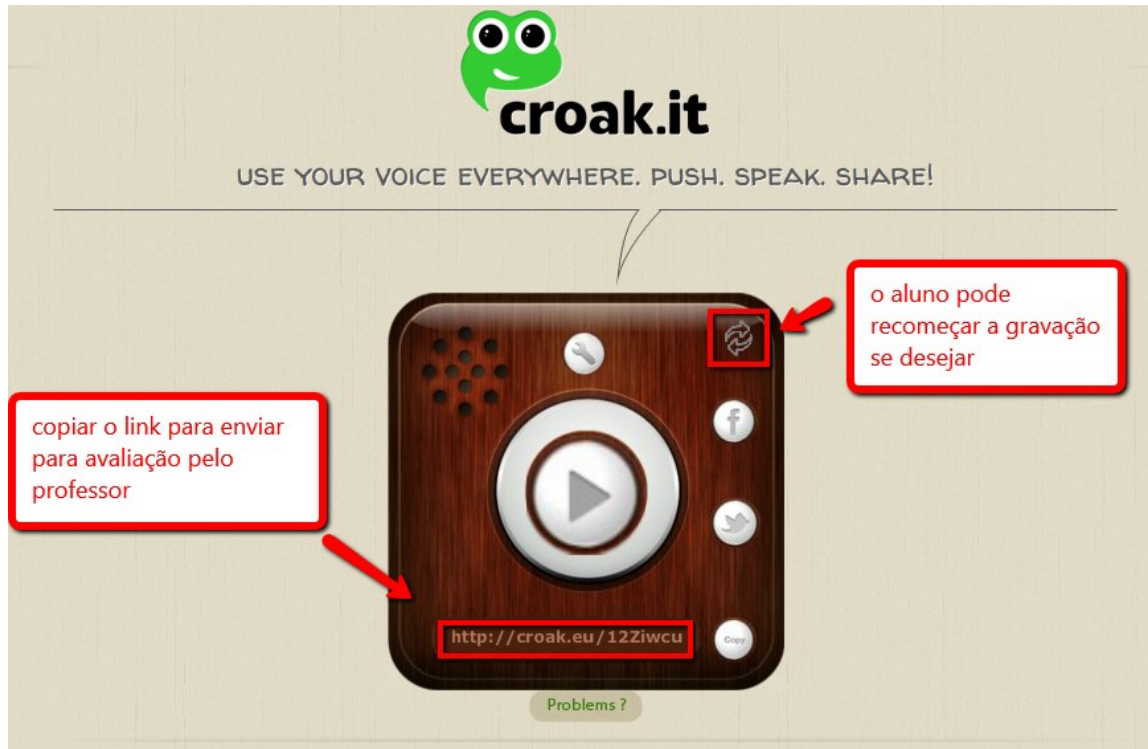 croak.it
USE YOUR VOICE EVERYWHERE. PUSH. SPEAK. SHARE!
o aluno pode
recomeçar a gravação
se desejar
f
copiar o link para enviar
para avaliação pelo
professor
http://croak.eu/12Ziwcu
Copy
Problems ?